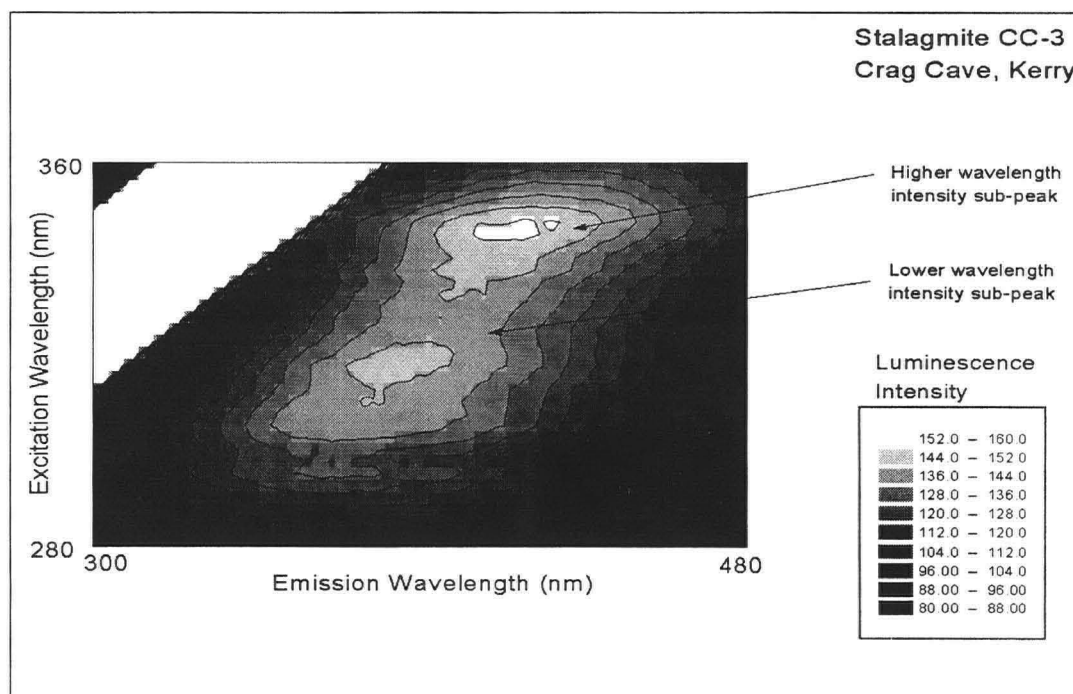 Stalagmite CC-3
Crag Cave, Kerry
360
Higher wavelength
intensity sub-peak
Lower wavelength
intensity sub-peak
Excitation Wavelength (nm)
280
300
480
Emission Wavelength (nm)
Luminescence
Intensity
152.0 – 160.0
144.0 – 152.0
136.0 – 144.0
128.0 – 136.0
120.0 – 128.0
112.0 – 120.0
104.0 – 112.0
96.00 – 104.0
88.00 – 96.00
80.00 – 88.00